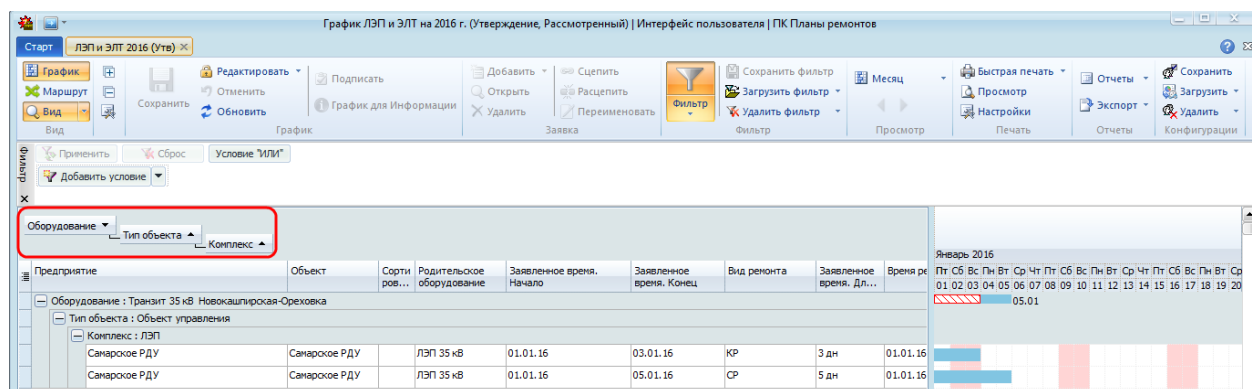 График ЛЭП и ЭЛТ на 2016 г. (Утверждение, Рассмотренный) | Интерфейс пользователя | ПК Планы ремонтов
Старт ЛЭП и ЭЛТ 2016 (Утв)
График Редактировать Подписать Добавить Сцепить Сохранить фильтр Месяц Быстрая печать Отчеты Сохранить
Маршрут Отменить Открыть Расцепить Загрузить фильтр Просмотр Загрузить
Сохранить График для Информации Фильтр Экспорт
Вид Обновить Удалить Переименовать Удалить фильтр Настройки Удалить
Вид График Заявка Фильтр Просмотр Печать Отчеты Конфигурации
Фильтр
Применить Сброс Условие "ИЛИ"
Добавить условие
Оборудование
Тип объекта
Комплекс
Январь 2016
Предприятие Объект Сорти ров... Родительское оборудование Заявленное время. Начало Заявленное время. Конец Вид ремонта Заявленное время. Дл... Время ре Пт Сб Вс Пн Вт Ср Чт Пт Сб Вс Пн Вт Ср Чт Пт Сб Вс Пн Вт Ср
01 02 03 04 05 06 07 08 09 10 11 12 13 14 15 16 17 18 19 20
Оборудование : Транзит 35 кВ Новокашпирская-Ореховка 05.01
Тип объекта : Объект управления
Комплекс : ЛЭП
Самарское РДУ Самарское РДУ ЛЭП 35 кВ 01.01.16 03.01.16 КР 3 дн 01.01.16
Самарское РДУ Самарское РДУ ЛЭП 35 кВ 01.01.16 05.01.16 СР 5 дн 01.01.16